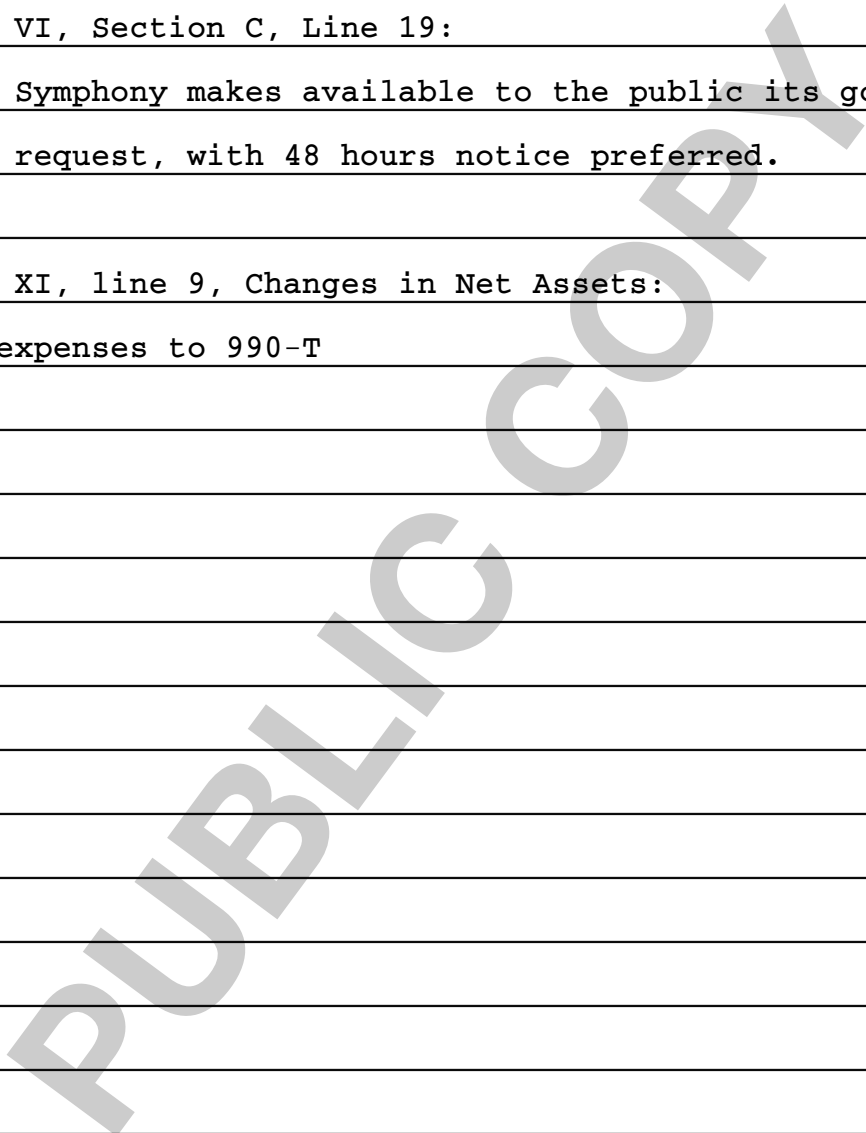 VI, Section C, Line 19:
Symphony makes available to the public its
request, with 48 hours notice preferred.
XI, line 9, Changes in Net Assets:
expenses to 990-T
PUBLIC COPY